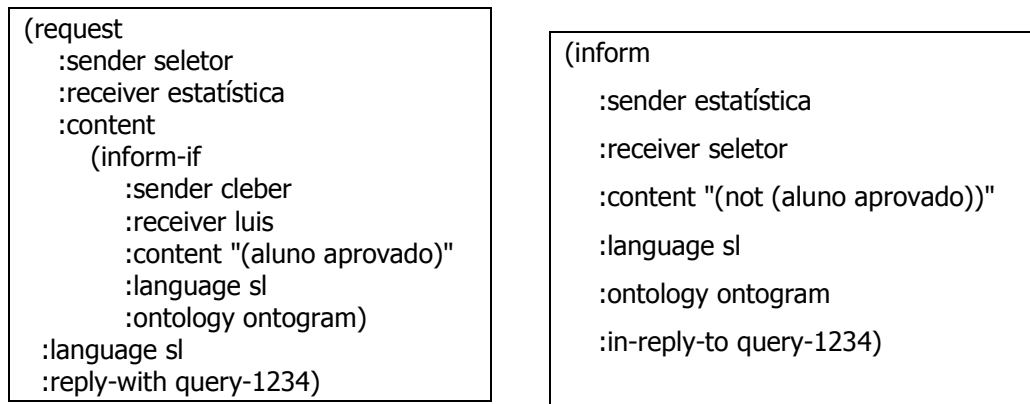 (request
:sender seletor
:receiver estatística
:content
(inform-if
:sender cleber
:receiver luis
:content "(aluno aprovado)"
:language sl
:ontology ontogram)
:language sl
:reply-with query-1234)
(inform
:sender estatística
:receiver seletor
:content "(not (aluno aprovado))"
:language sl
:ontology ontogram
:in-reply-to query-1234)